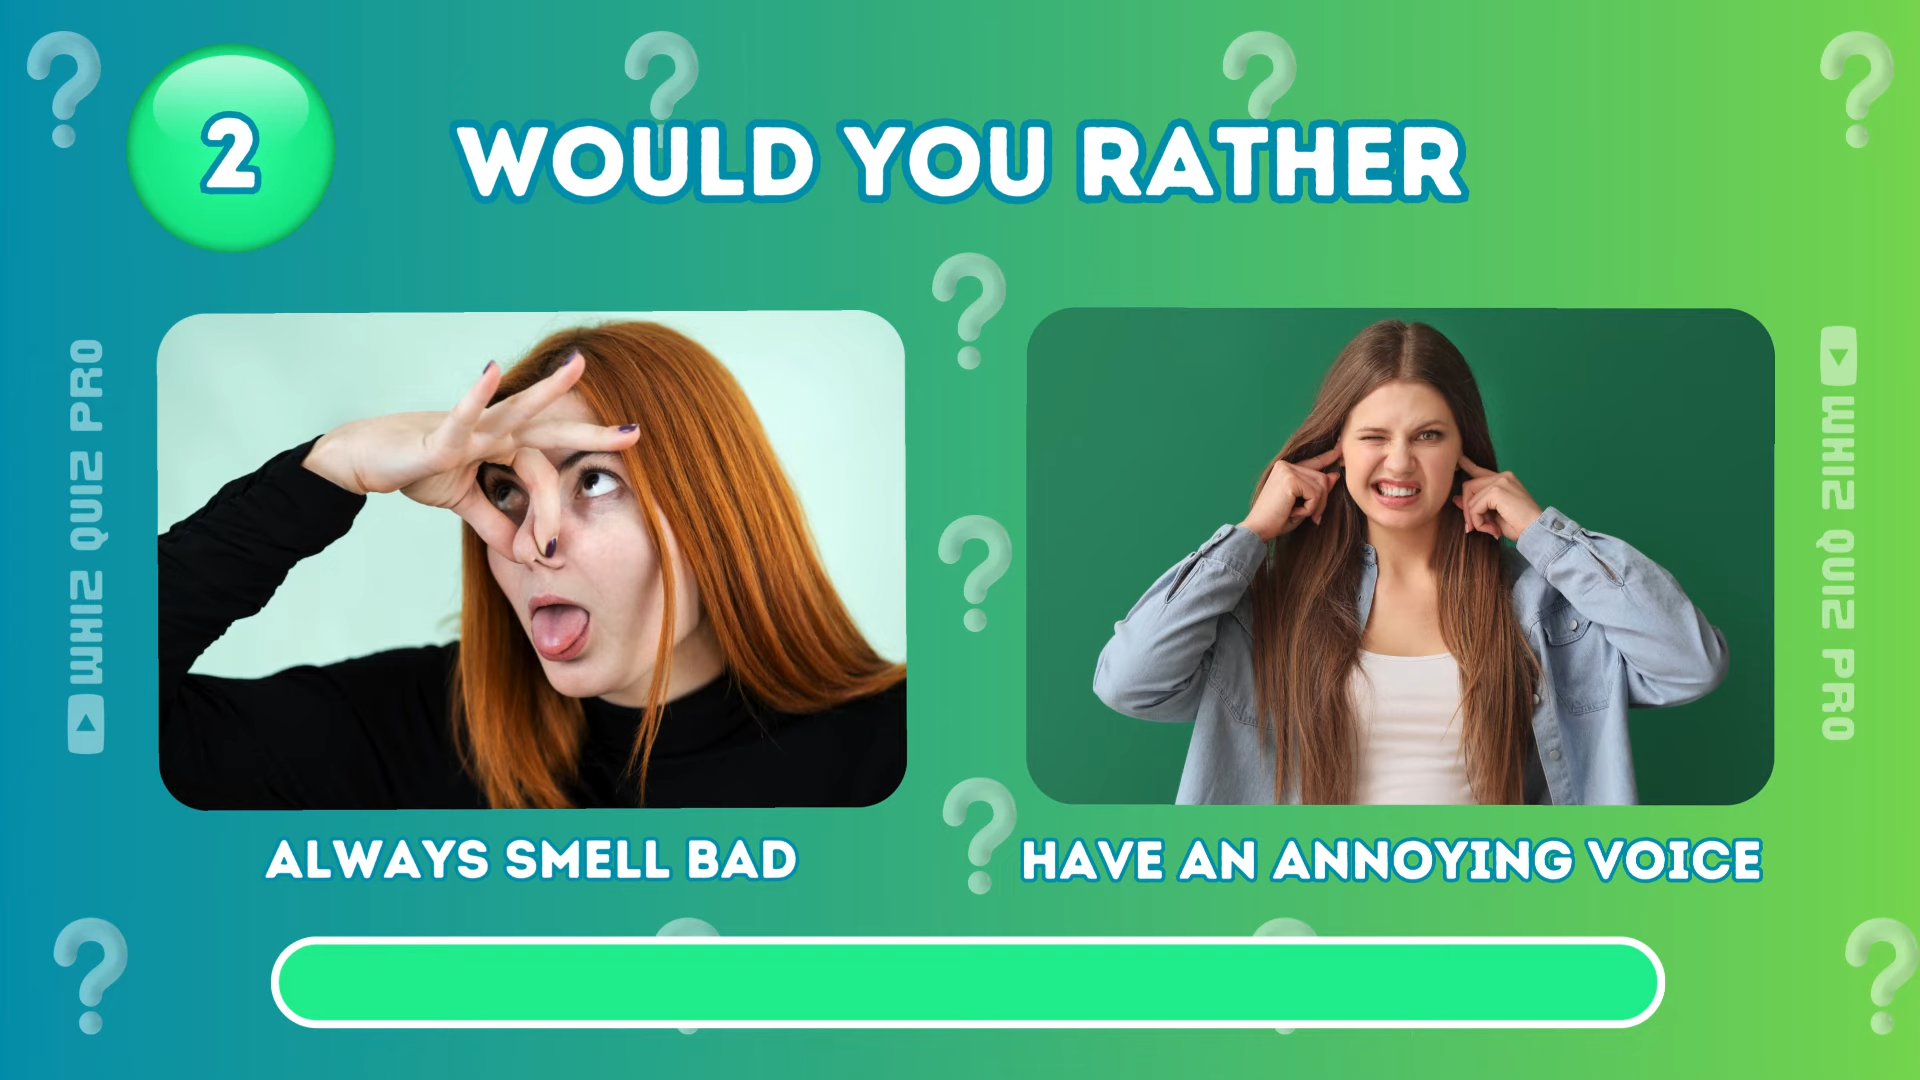 2
WOULD YOU RATHER
WHIZ QUIZ PRO
WHIZ QUIZ PRO
ALWAYS SMELL BAD
HAVE AN ANNOYING VOICE